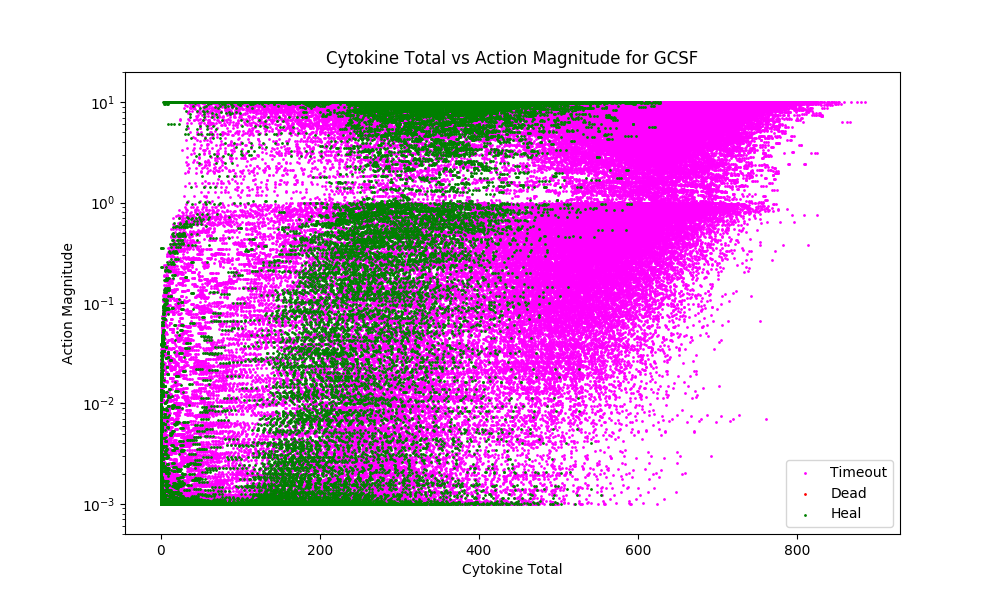 Cytokine Total vs Action Magnitude for GCSF
Action Magnitude
10^1
10^0
10^-1
10^-2
10^-3
0 200 400 600 800
Cytokine Total
Timeout
Dead
Heal